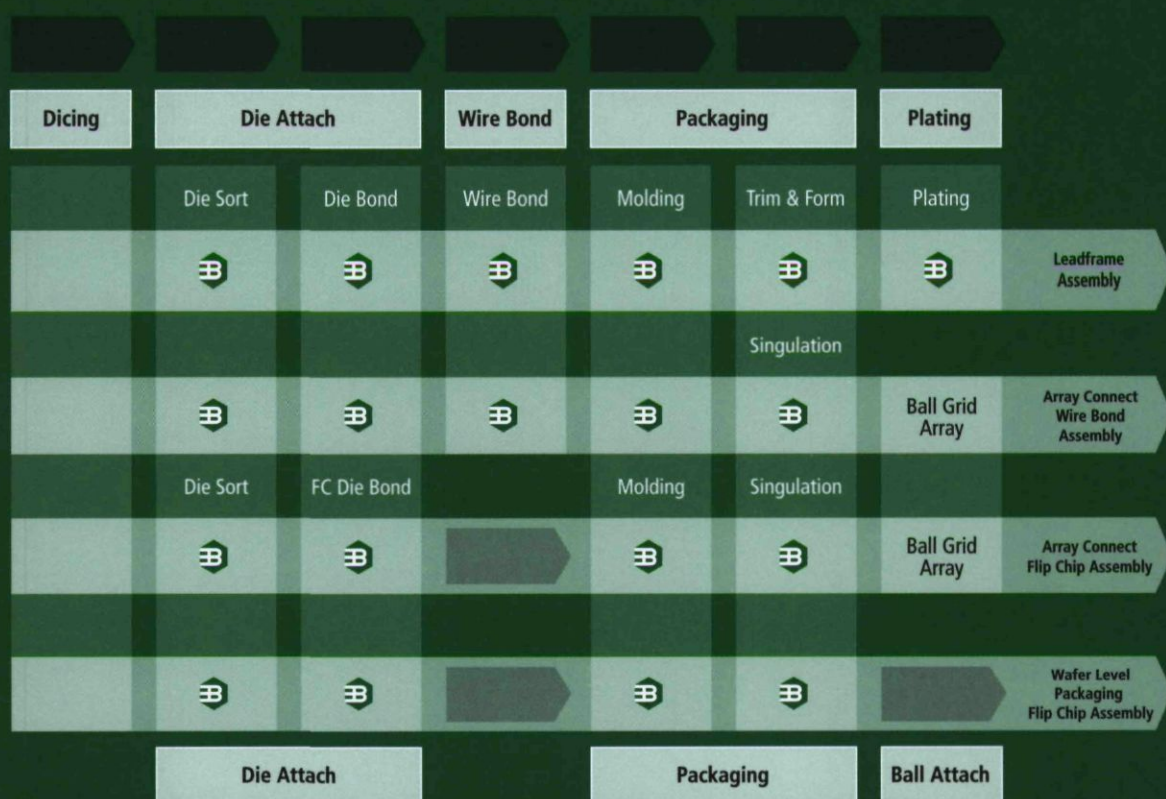 Dicing
Die Attach
Wire Bond
Packaging
Plating
Die Sort
Die Bond
Wire Bond
Molding
Trim & Form
Plating
Leadframe
Assembly
Singulation
Ball Grid
Array
Array Connect
Wire Bond
Assembly
Die Sort
FC Die Bond
Molding
Singulation
Ball Grid
Array
Array Connect
Flip Chip Assembly
Wafer Level
Packaging
Flip Chip Assembly
Die Attach
Packaging
Ball Attach